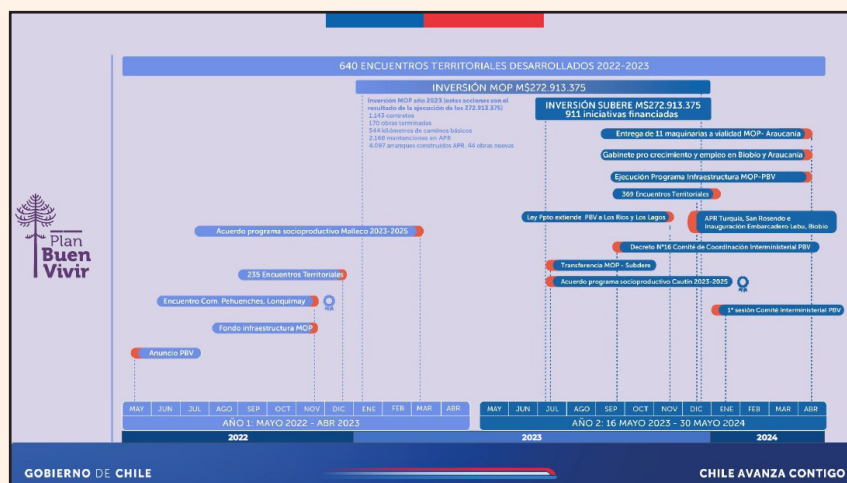 640 ENCUENTROS TERRITORIALES DESARROLLADOS 2022-2023
INVERSIÓN MOP M$272.913.375
Inversión MOP año 2023 (estas acciones son el
resultado de la ejecución de los 272.913.375)
1.143 contratos
170 obras terminadas
544 kilómetros de caminos básicos
2.160 mantenciones en APR
4.097 arranques construidos APR, 44 obras nuevas
INVERSIÓN SUBERE M$272.913.375
911 iniciativas financiadas
Entrega de 11 maquinarias a vialidad MOP- Araucanía
Gabinete pro crecimiento y empleo en Biobío y Araucanía
Ejecución Programa Infraestructura MOP-PBV
369 Encuentros Territoriales
Ley Ppto extiende PBV a Los Ríos y Los Lagos
APR Turquía, San Rosendo e
Inauguración Embarcadero Lebu, Biobío
Acuerdo programa socioproductivo Malleco 2023-2025
Decreto N°16 Comité de Coordinación Interministerial PBV
235 Encuentros Territoriales
Transferencia MOP - Subdere
Acuerdo programa socioproductivo Cautín 2023-2025
Encuentro Com. Pehuenches, Lonquimay
1° sesión Comité Interministerial PBV
Fondo infraestructura MOP
Anuncio PBV
Plan
Buen
Vivir
MAY JUN JUL AGO SEP OCT NOV DIC ENE FEB MAR ABR MAY JUN JUL AGO SEP OCT NOV DIC ENE FEB MAR ABR
AÑO 1: MAYO 2022 - ABR 2023 AÑO 2: 16 MAYO 2023 - 30 MAYO 2024
2022 2023 2024
GOBIERNO DE CHILE CHILE AVANZA CONTIGO